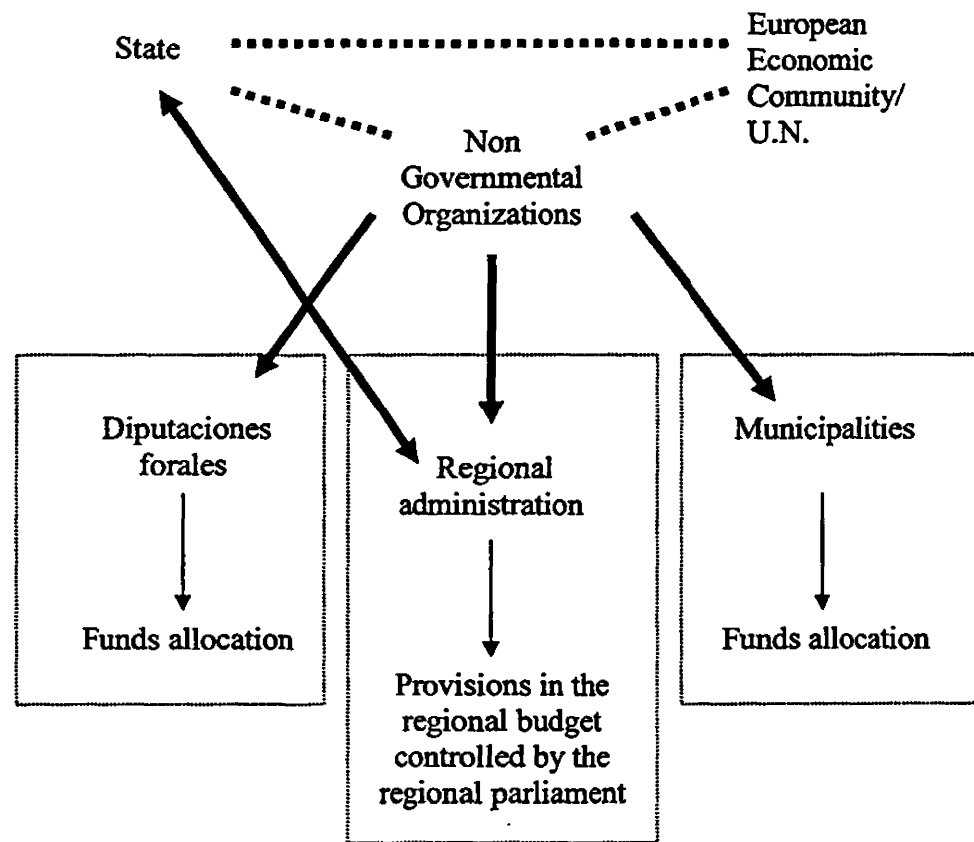 State
European
Economic
Community/
U.N.
Non
Governmental
Organizations
Diputaciones
forales
Funds allocation
Regional
administration
Provisions in the
regional budget
controlled by the
regional parliament
Municipalities
Funds allocation